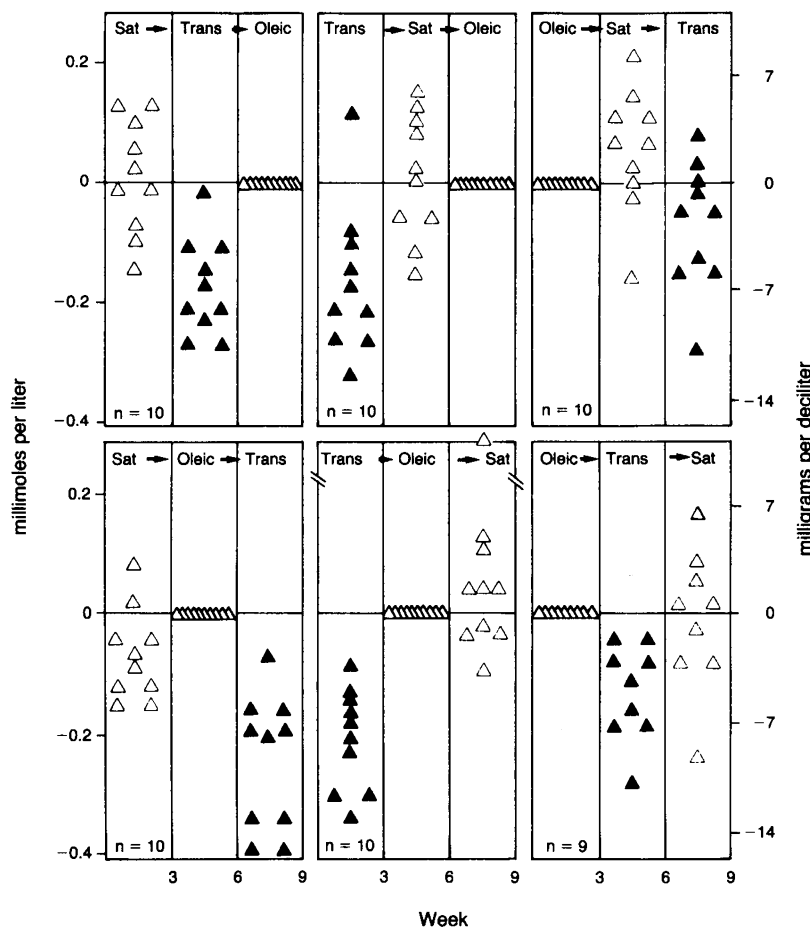 Sat → Trans → Oleic
Trans → Sat → Oleic
Oleic → Sat → Trans
0.2
0
−0.2
−0.4
7
0
−7
−14
n = 10
n = 10
n = 10
Sat → Oleic → Trans
Trans → Oleic → Sat
Oleic → Trans → Sat
0.2
0
−0.2
−0.4
7
0
−7
−14
n = 10
n = 10
n = 9
3 6 9
3 6 9
3 6 9
Week
millimoles per liter
milligrams per deciliter